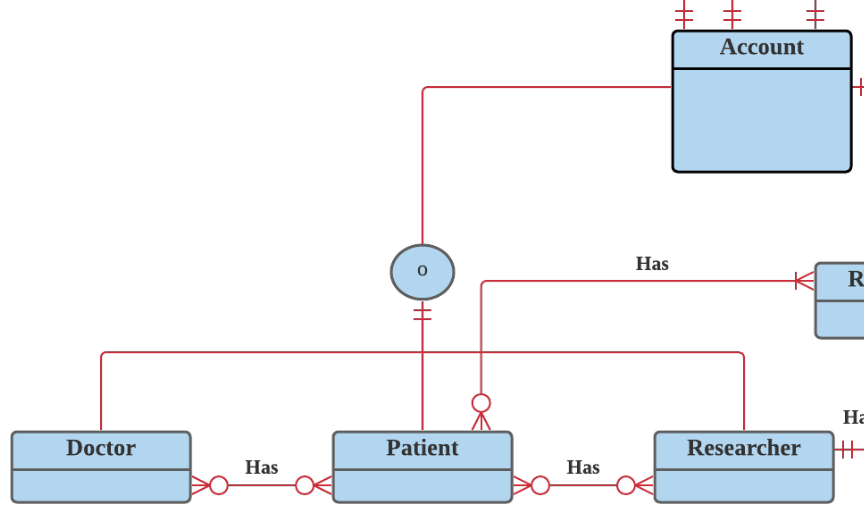 Account
o
Has
R
Doctor
Has
Patient
Has
Researcher